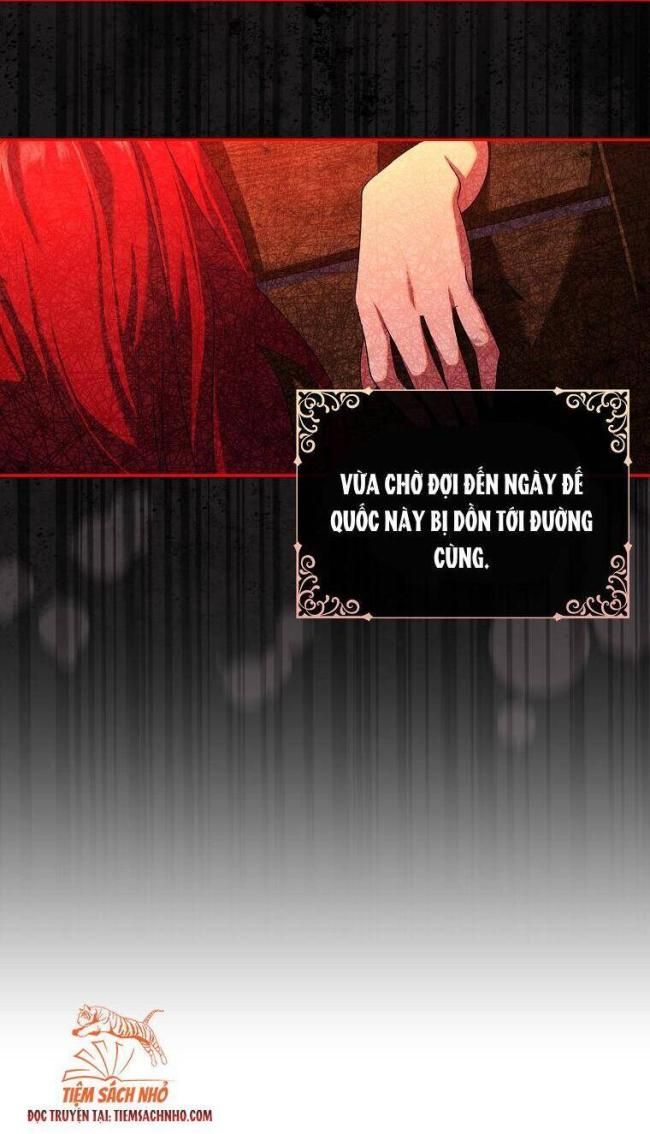 VỪA CHỜ ĐỢI ĐẾN NGÀY ĐẾ
QUỐC NÀY BỊ DỒN TỚI ĐƯỜNG
CÙNG.
TIỆM SÁCH NHỎ
ĐỌC TRUYỆN TẠI: TIEMSACHNHO.COM